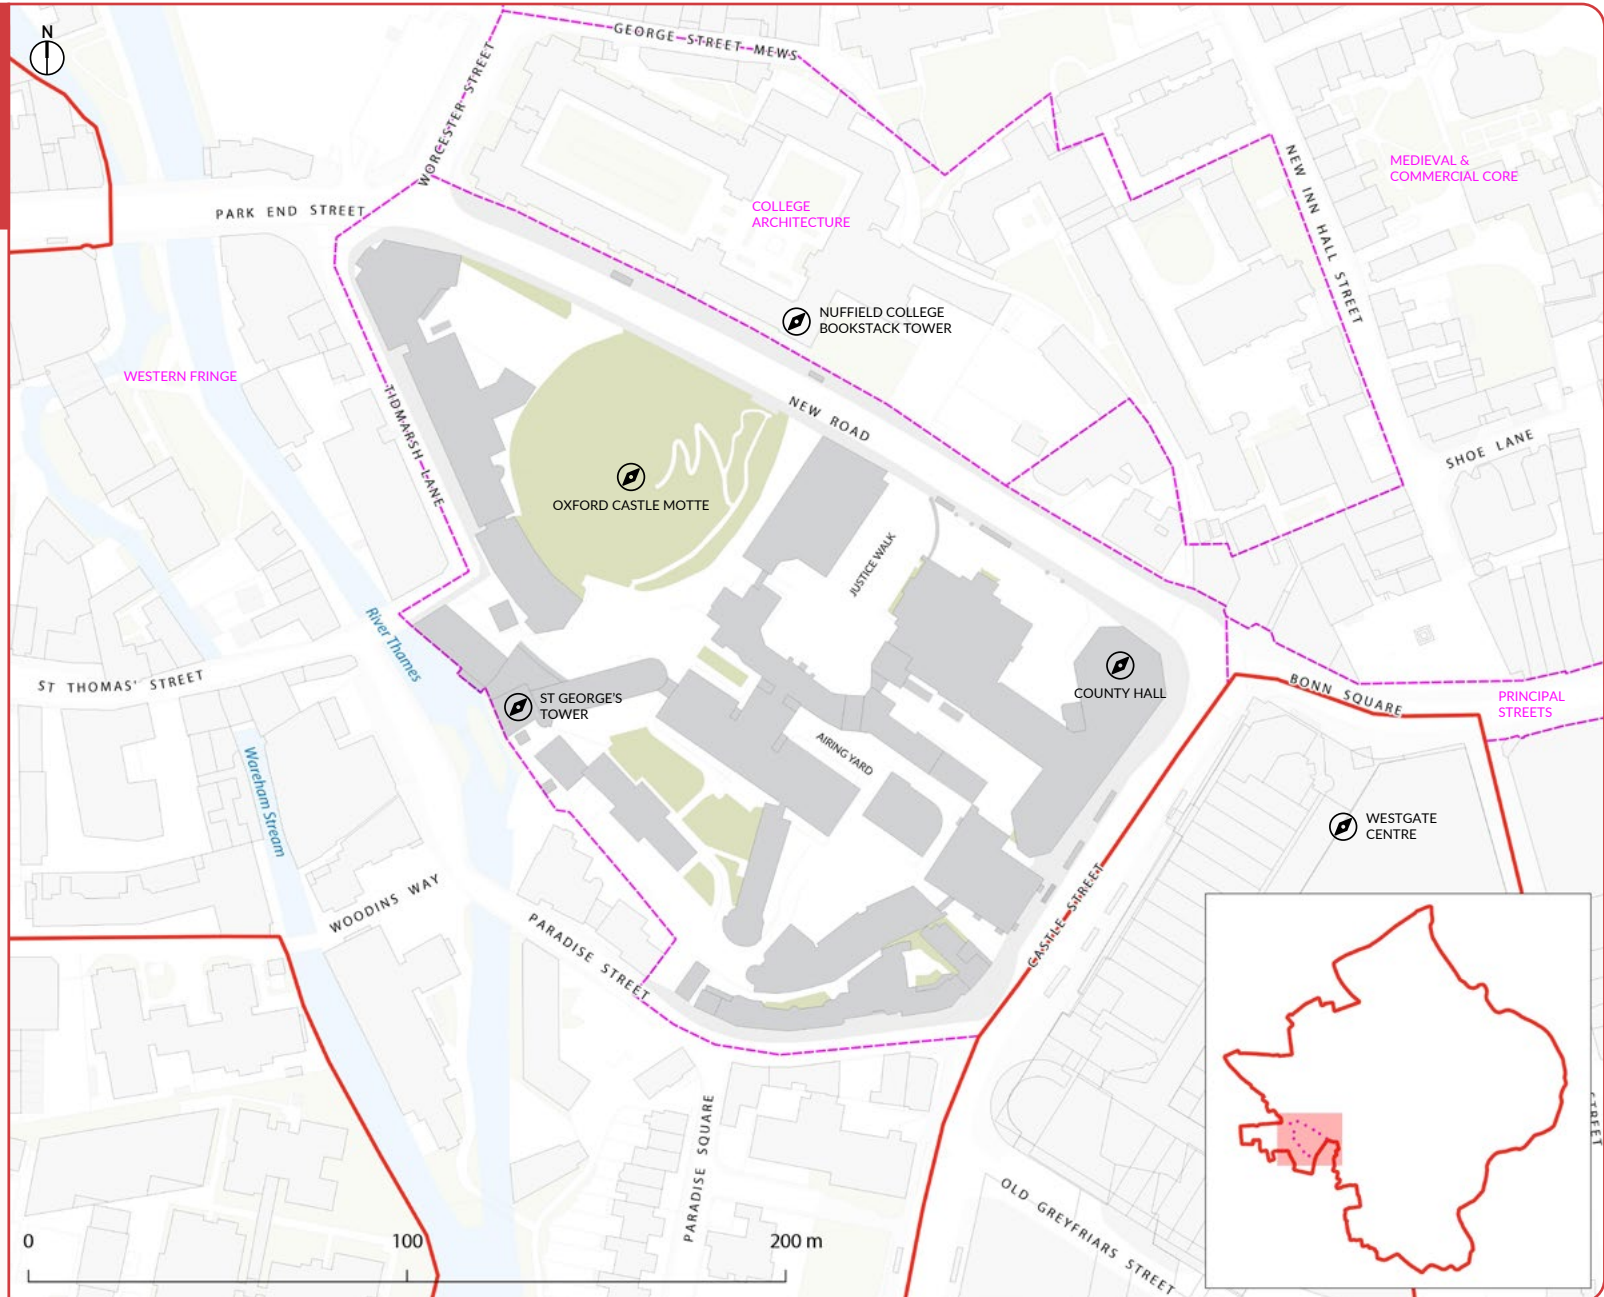 N
GEORGE STREET MEWS
WORCESTER STREET
PARK END STREET
NEW INN HALL STREET
MEDIEVAL &
COMMERCIAL CORE
COLLEGE
ARCHITECTURE
NUFFIELD COLLEGE
BOOKSTACK TOWER
WESTERN FRINGE
TIDMARSH LANE
NEW ROAD
SHOE LANE
OXFORD CASTLE MOTTE
JUSTICE WALK
River Thames
ST THOMAS' STREET
ST GEORGE'S
TOWER
COUNTY HALL
BONN SQUARE
PRINCIPAL
STREETS
AIRING YARD
Wareham Stream
WESTGATE
CENTRE
WOODINS WAY
CASTLE STREET
PARADISE STREET
PARADISE SQUARE
OLD GREYFRIARS STREET
STREET
0
100
200 m